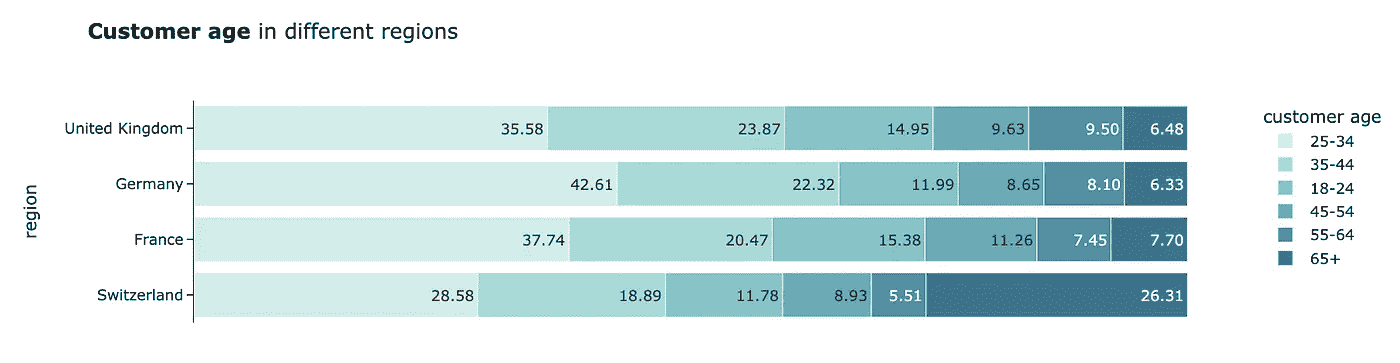 Customer age in different regions
customer age
25-34
35-44
18-24
45-54
55-64
65+
region
United Kingdom 35.58 23.87 14.95 9.63 9.50 6.48
Germany 42.61 22.32 11.99 8.65 8.10 6.33
France 37.74 20.47 15.38 11.26 7.45 7.70
Switzerland 28.58 18.89 11.78 8.93 5.51 26.31